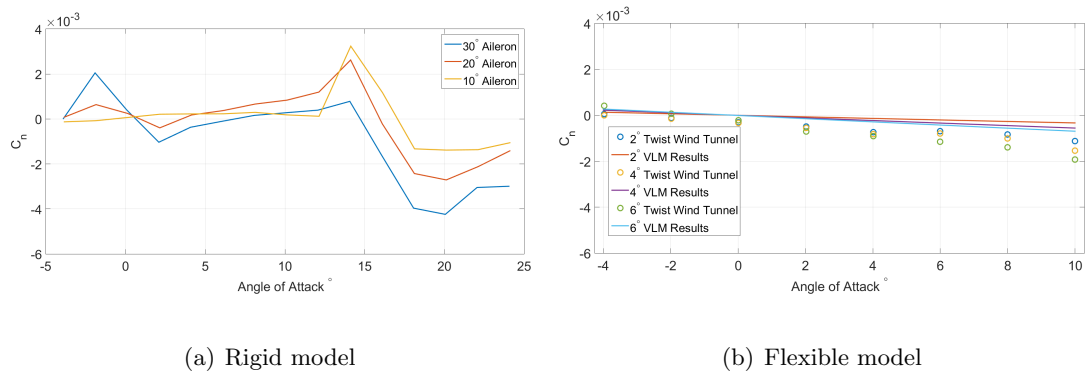 ×10⁻³
4
2
0
-2
-4
-6
Cₙ
-5
0
5
10
15
20
25
Angle of Attack °
30° Aileron
20° Aileron
10° Aileron
(a) Rigid model
×10⁻³
4
2
0
-2
-4
-6
Cₙ
-4
-2
0
2
4
6
8
10
Angle of Attack °
2° Twist Wind Tunnel
2° VLM Results
4° Twist Wind Tunnel
4° VLM Results
6° Twist Wind Tunnel
6° VLM Results
(b) Flexible model